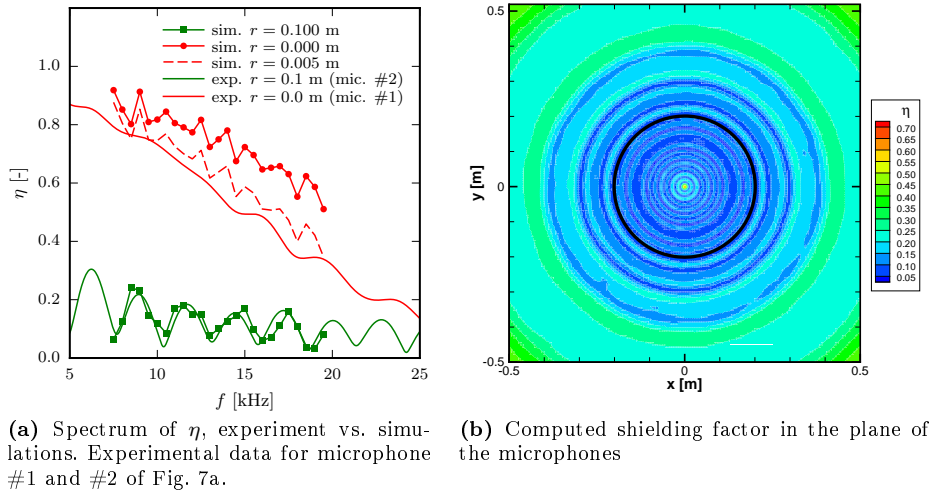 sim. r = 0.100 m
sim. r = 0.000 m
sim. r = 0.005 m
exp. r = 0.1 m (mic. #2)
exp. r = 0.0 m (mic. #1)
1.0
0.8
0.6
0.4
0.2
0.0
η [-]
5 10 15 20 25
f [kHz]
0.5
0
-0.5
y [m]
-0.5 0 0.5
x [m]
η
0.70
0.65
0.60
0.55
0.50
0.45
0.40
0.35
0.30
0.25
0.20
0.15
0.10
0.05
(a) Spectrum of η, experiment vs. simu-
lations. Experimental data for microphone
#1 and #2 of Fig. 7a.
(b) Computed shielding factor in the plane of
the microphones